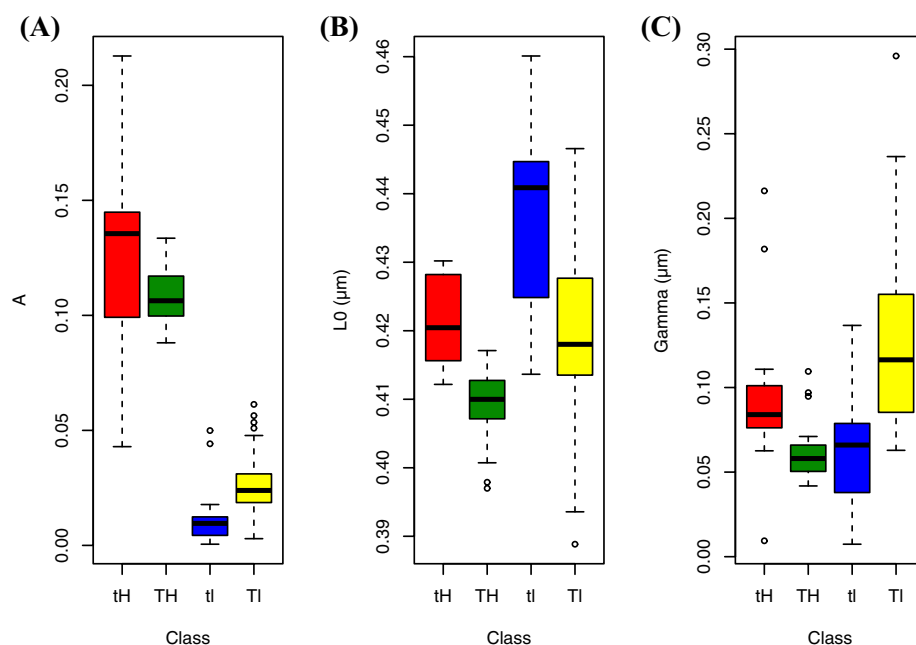 (A)
A
0.00
0.05
0.10
0.15
0.20
tH
TH
tl
Tl
Class
(B)
L0 (μm)
0.39
0.40
0.41
0.42
0.43
0.44
0.45
0.46
tH
TH
tl
Tl
Class
(C)
Gamma (μm)
0.00
0.05
0.10
0.15
0.20
0.25
0.30
tH
TH
tl
Tl
Class